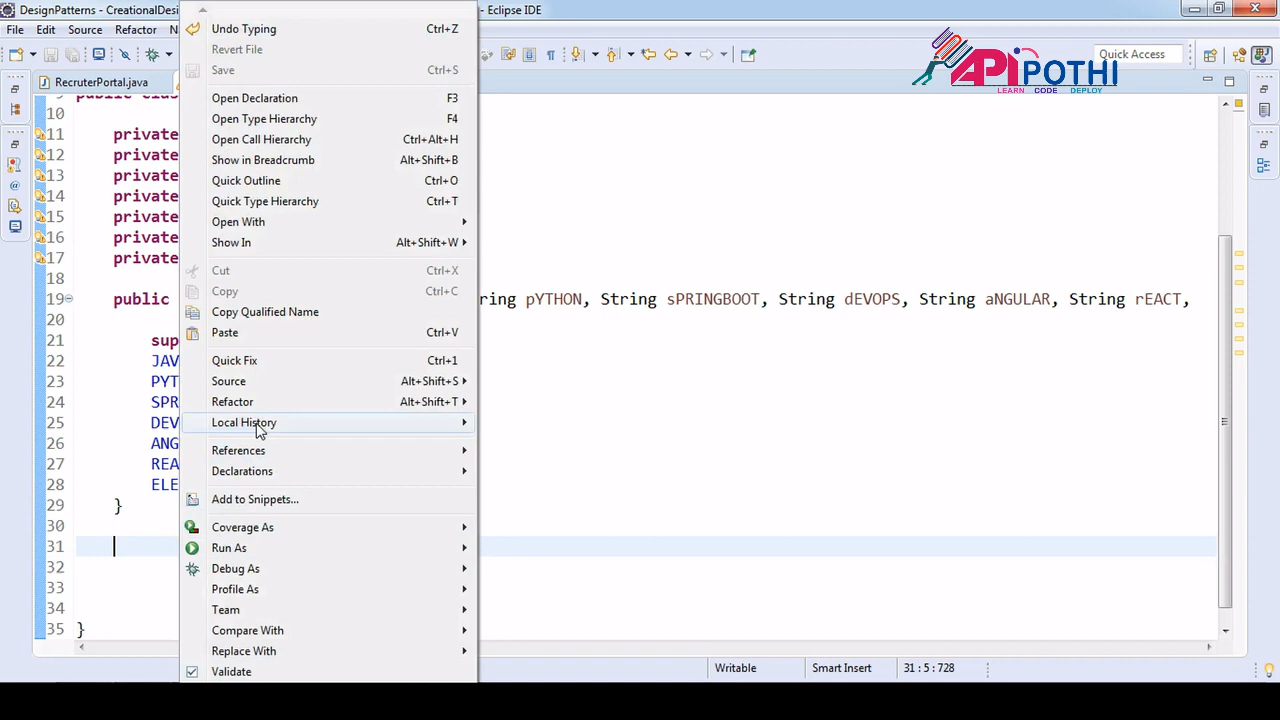 DesignPatterns - CreationalDesi
- Eclipse IDE
File Edit Source Refactor N
Quick Access
RecruterPortal.java
APi POTHI
LEARN CODE DEPLOY
Undo Typing Ctrl+Z
Revert File
Save Ctrl+S
Open Declaration F3
Open Type Hierarchy F4
Open Call Hierarchy Ctrl+Alt+H
Show in Breadcrumb Alt+Shift+B
Quick Outline Ctrl+O
Quick Type Hierarchy Ctrl+T
Open With
Show In Alt+Shift+W
Cut Ctrl+X
Copy Ctrl+C
Copy Qualified Name
Paste Ctrl+V
Quick Fix Ctrl+1
Source Alt+Shift+S
Refactor Alt+Shift+T
Local History
References
Declarations
Add to Snippets...
Coverage As
Run As
Debug As
Profile As
Team
Compare With
Replace With
Validate
9 public clas
10
11 private
12 private
13 private
14 private
15 private
16 private
17 private
18
19 public
ring pYTHON, String sPRINGBOOT, String dEVOPS, String aNGULAR, String rEACT,
20
21 sup
22 JAV
23 PYT
24 SPR
25 DEV
26 ANG
27 REA
28 ELE
29 }
30
31
32
33
34
35 }
Writable Smart Insert 31 : 5 : 728